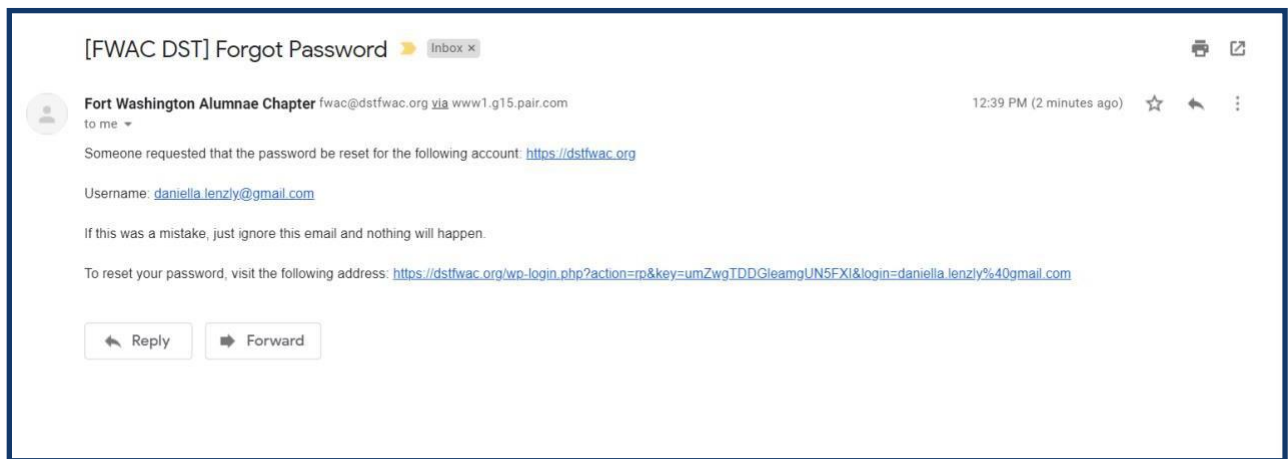 [FWAC DST] Forgot Password Inbox ×
Fort Washington Alumnae Chapter fwac@dstfwac.org via www1.g15.pair.com 12:39 PM (2 minutes ago)
to me
Someone requested that the password be reset for the following account: https://dstfwac.org
Username: daniella.lenzly@gmail.com
If this was a mistake, just ignore this email and nothing will happen.
To reset your password, visit the following address: https://dstfwac.org/wp-login.php?action=rp&key=umZwgTDDGleamgUN5FXI&login=daniella.lenzly%40gmail.com
Reply Forward